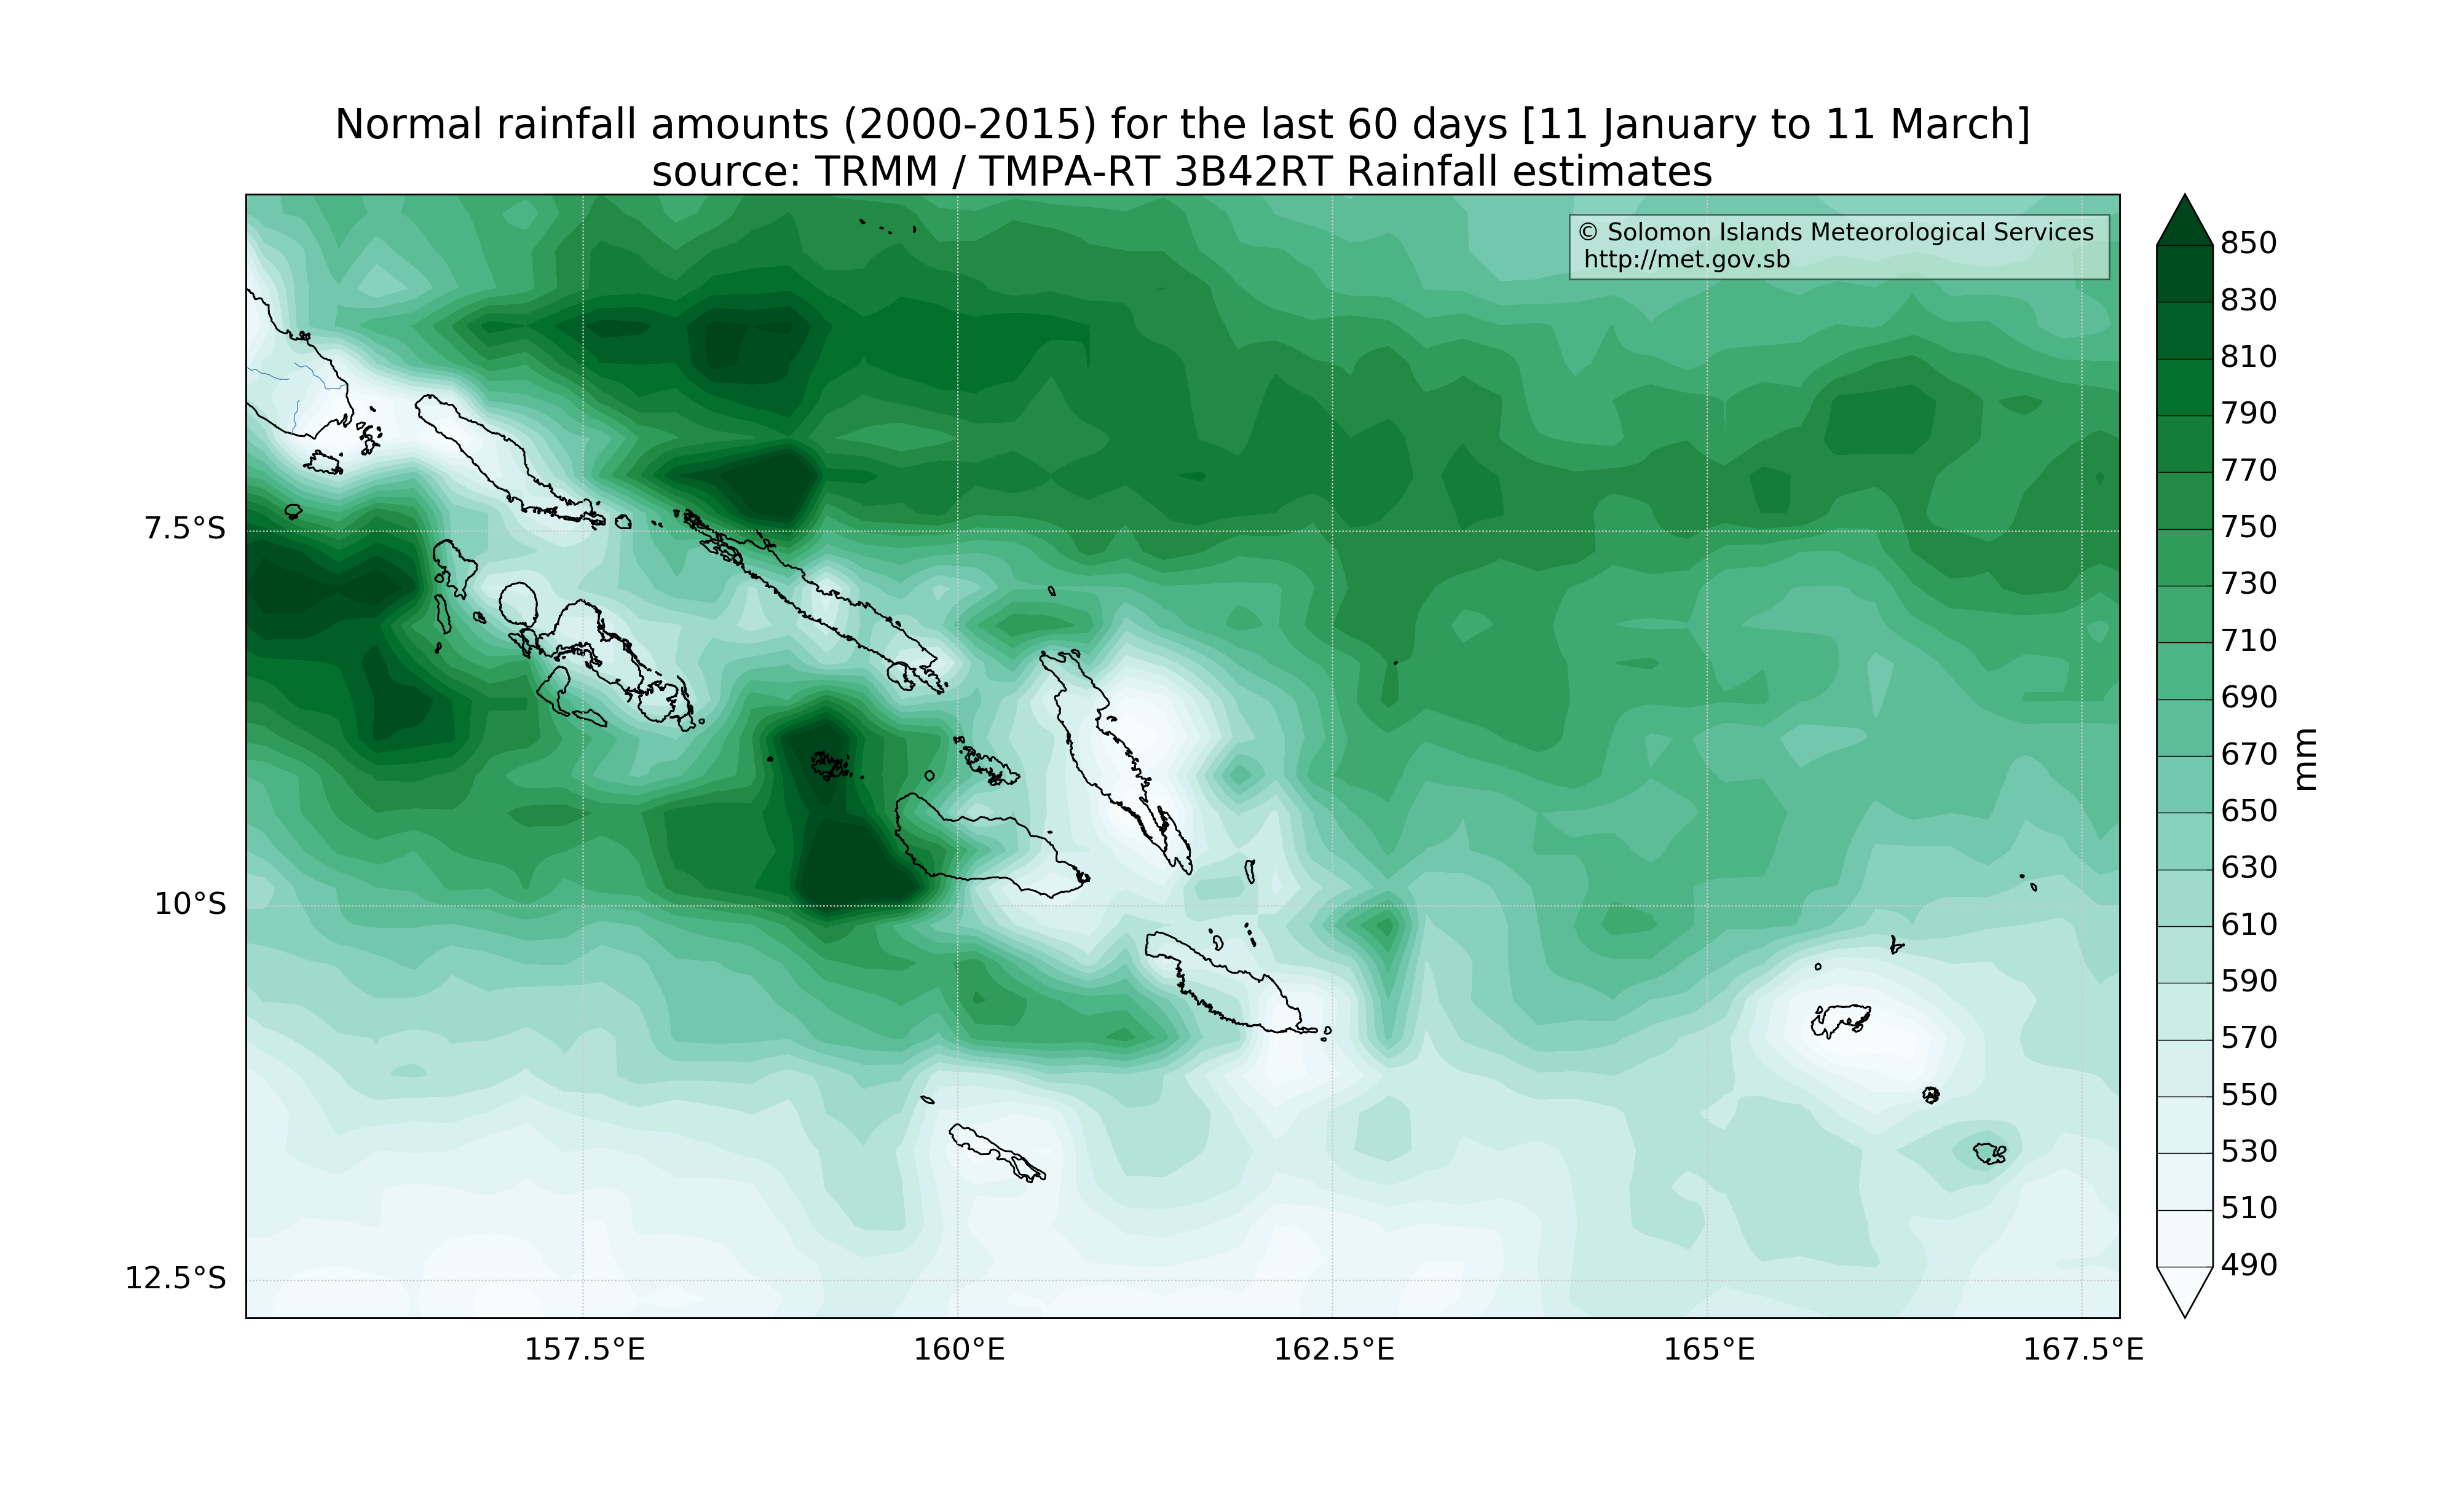 Normal rainfall amounts (2000-2015) for the last 60 days [11 January to 11 March]
source: TRMM / TMPA-RT 3B42RT Rainfall estimates
© Solomon Islands Meteorological Services
http://met.gov.sb
7.5°S
10°S
12.5°S
157.5°E
160°E
162.5°E
165°E
167.5°E
850
830
810
790
770
750
730
710
690
670
650
630
610
590
570
550
530
510
490
mm